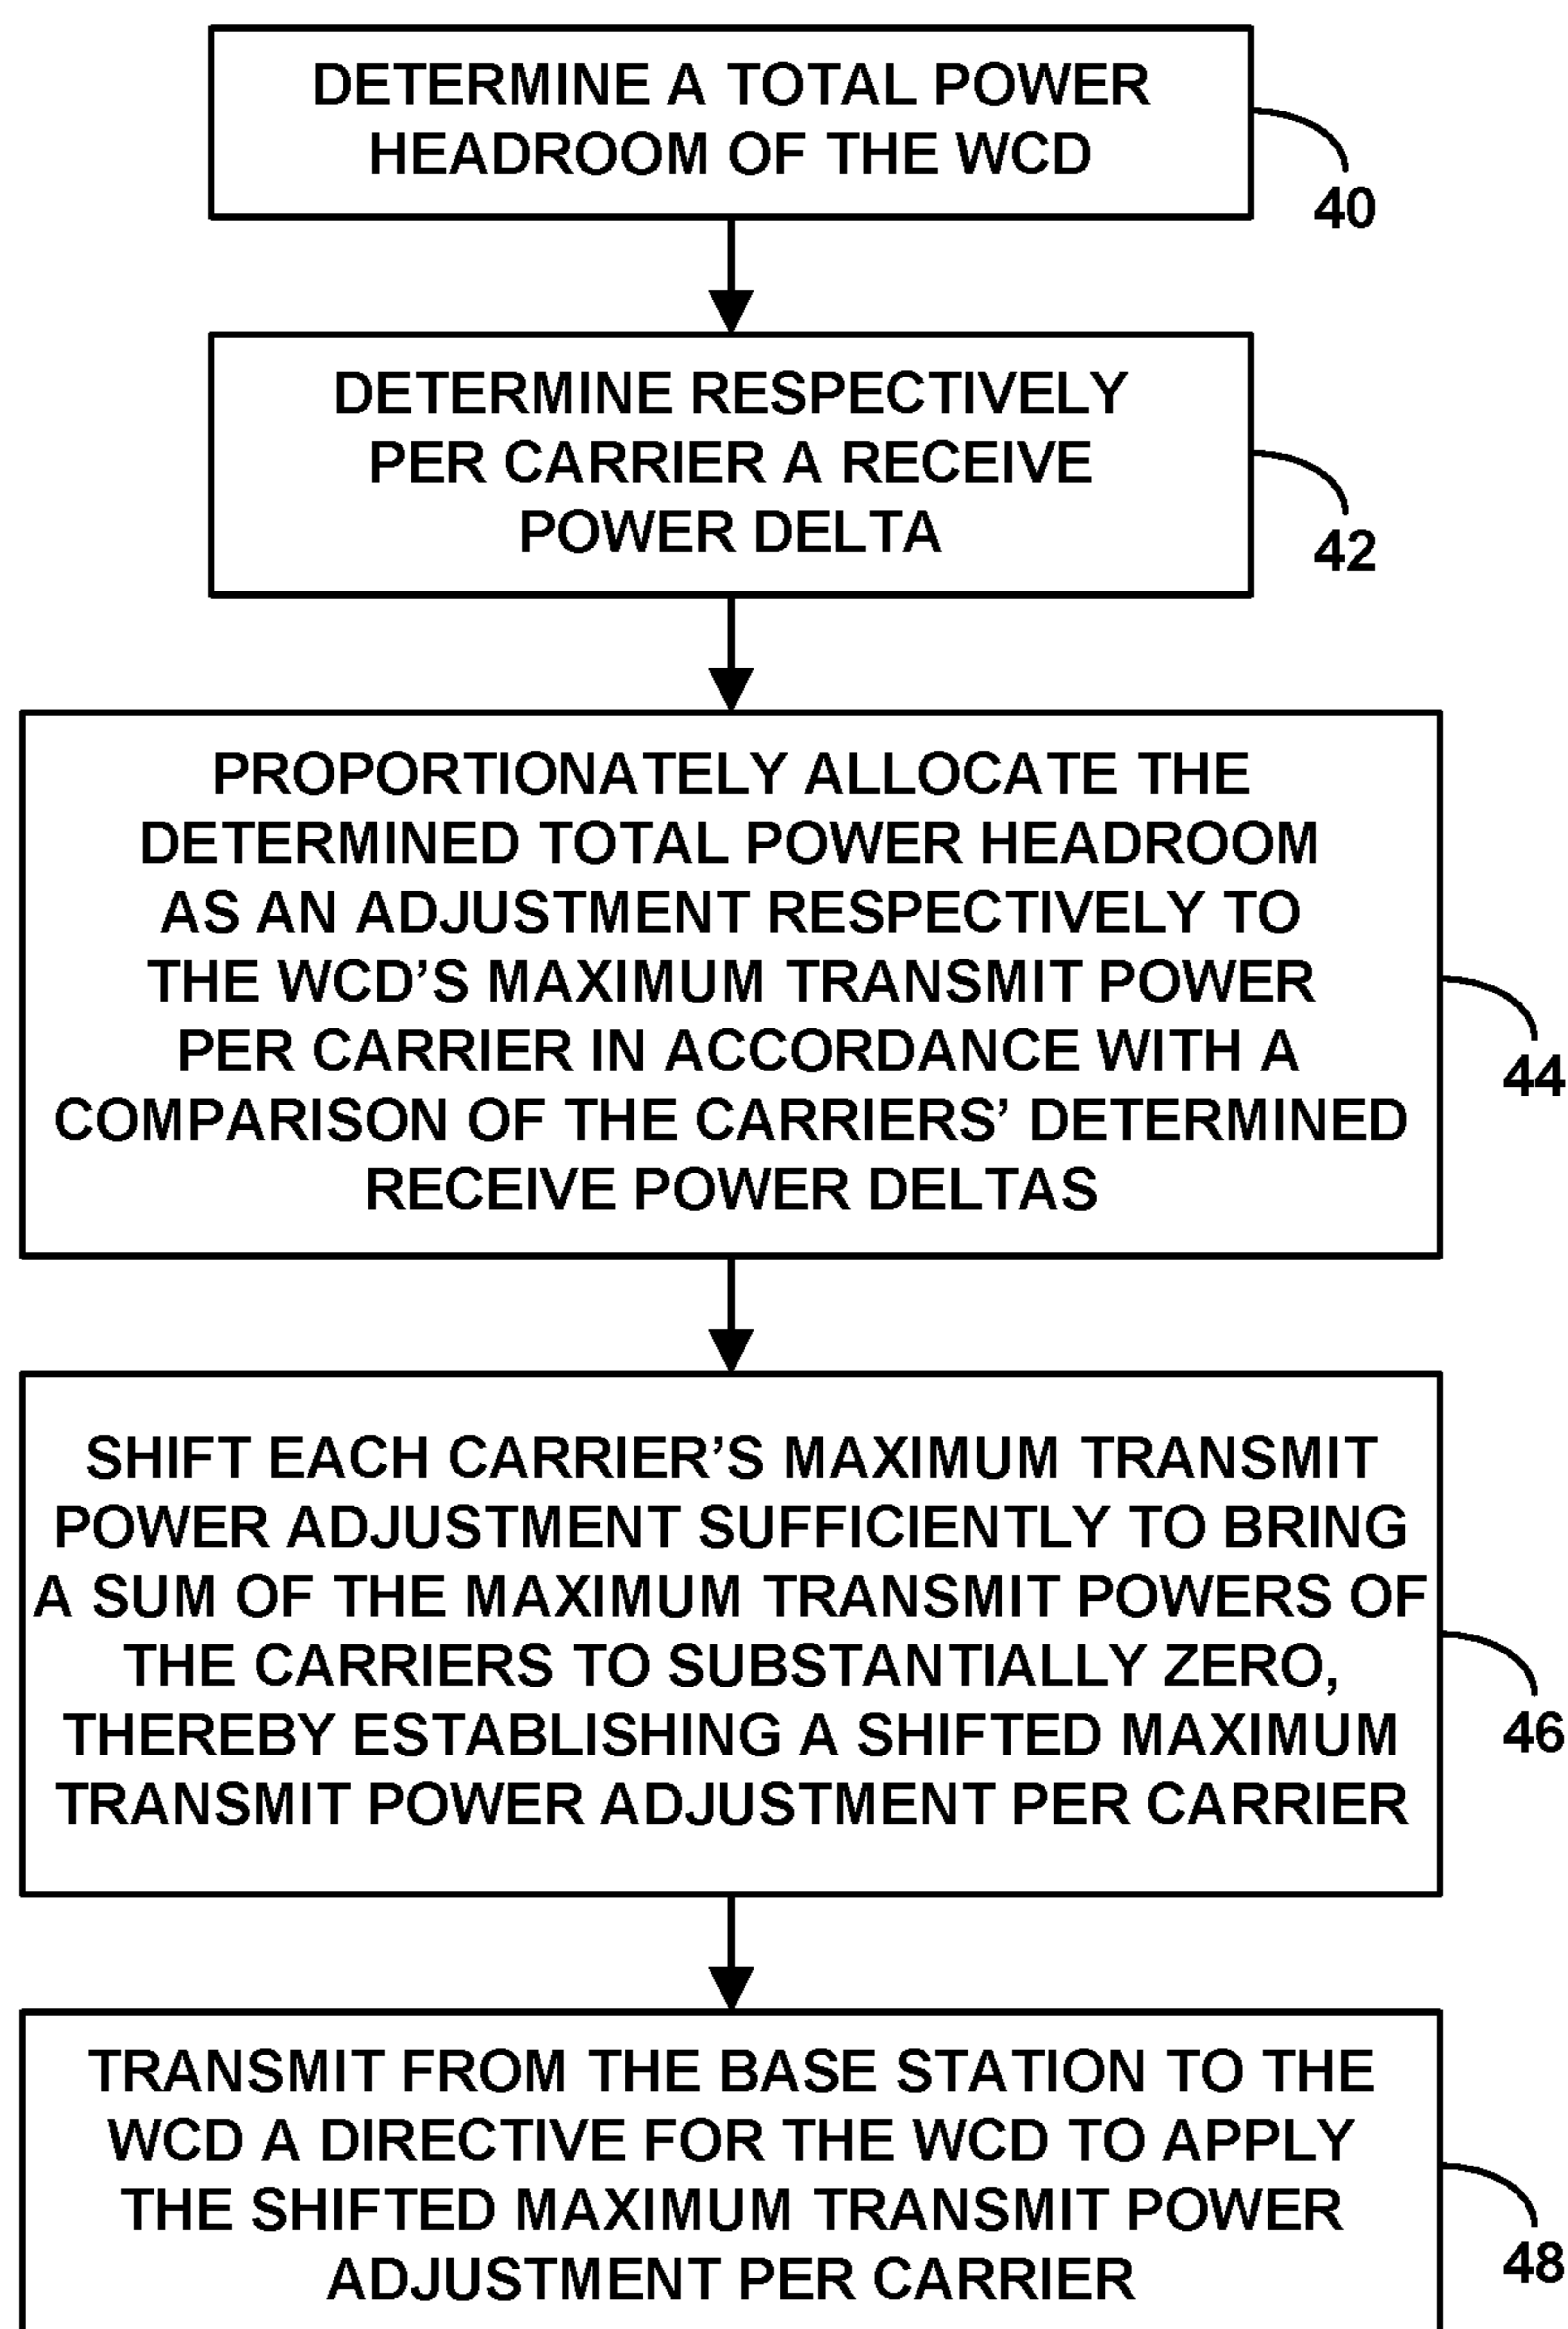 DETERMINE A TOTAL POWER
HEADROOM OF THE WCD
40
DETERMINE RESPECTIVELY
PER CARRIER A RECEIVE
POWER DELTA
42
PROPORTIONATELY ALLOCATE THE
DETERMINED TOTAL POWER HEADROOM
AS AN ADJUSTMENT RESPECTIVELY TO
THE WCD’S MAXIMUM TRANSMIT POWER
PER CARRIER IN ACCORDANCE WITH A
COMPARISON OF THE CARRIERS’ DETERMINED
RECEIVE POWER DELTAS
44
SHIFT EACH CARRIER’S MAXIMUM TRANSMIT
POWER ADJUSTMENT SUFFICIENTLY TO BRING
A SUM OF THE MAXIMUM TRANSMIT POWERS OF
THE CARRIERS TO SUBSTANTIALLY ZERO,
THEREBY ESTABLISHING A SHIFTED MAXIMUM
TRANSMIT POWER ADJUSTMENT PER CARRIER
46
TRANSMIT FROM THE BASE STATION TO THE
WCD A DIRECTIVE FOR THE WCD TO APPLY
THE SHIFTED MAXIMUM TRANSMIT POWER
ADJUSTMENT PER CARRIER
48